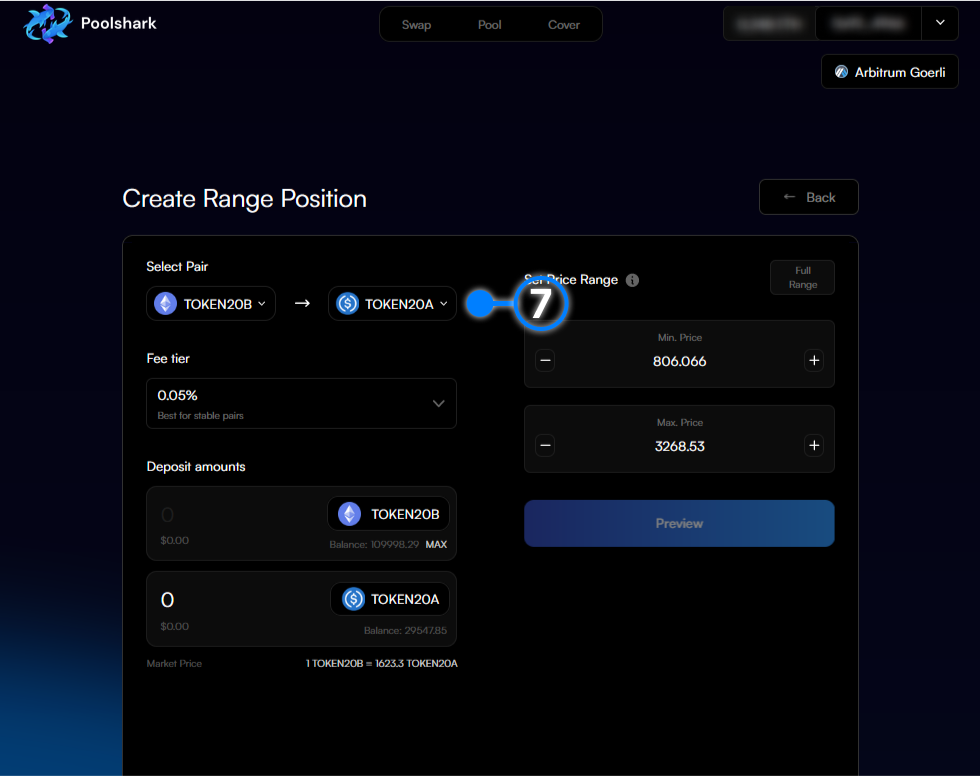 Poolshark
Swap Pool Cover
Arbitrum Goerli
Create Range Position
← Back
Select Pair
TOKEN20B → TOKEN20A
7
Fee tier
0.05%
Best for stable pairs
Deposit amounts
0 TOKEN20B
$0.00 Balance: 109998.29 MAX
0 TOKEN20A
$0.00 Balance: 29547.85
Market Price 1 TOKEN20B = 1623.3 TOKEN20A
Set Price Range
Full
Range
Min. Price
− 806.066 +
Max. Price
− 3268.53 +
Preview